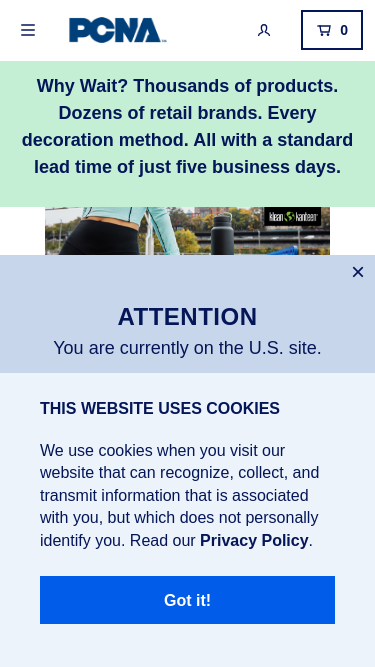 PCNA
0
Why Wait? Thousands of products.
Dozens of retail brands. Every
decoration method. All with a standard
lead time of just five business days.
klean kanteen
ATTENTION
You are currently on the U.S. site.
THIS WEBSITE USES COOKIES
We use cookies when you visit our
website that can recognize, collect, and
transmit information that is associated
with you, but which does not personally
identify you. Read our Privacy Policy.
Got it!